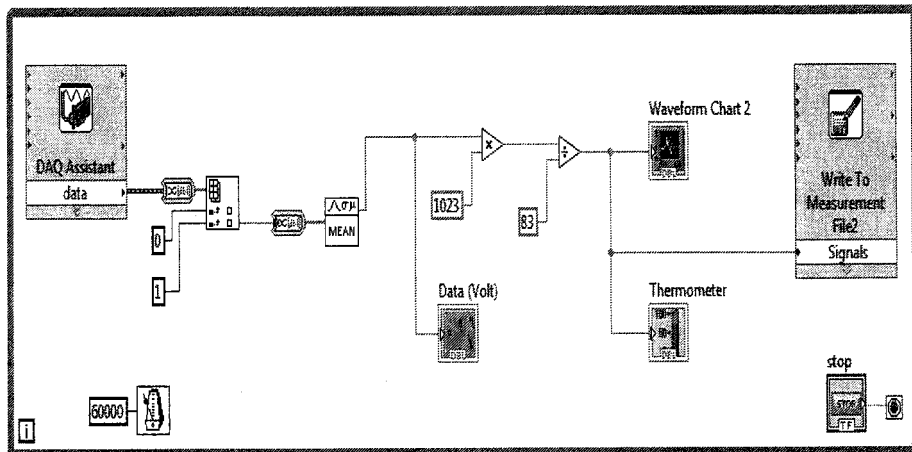 DAQ Assistant
data
0
1
MEAN
1023
83
Waveform Chart 2
Data (Volt)
Thermometer
Write To
Measurement
File2
Signals
60000
i
stop
STOP
TF